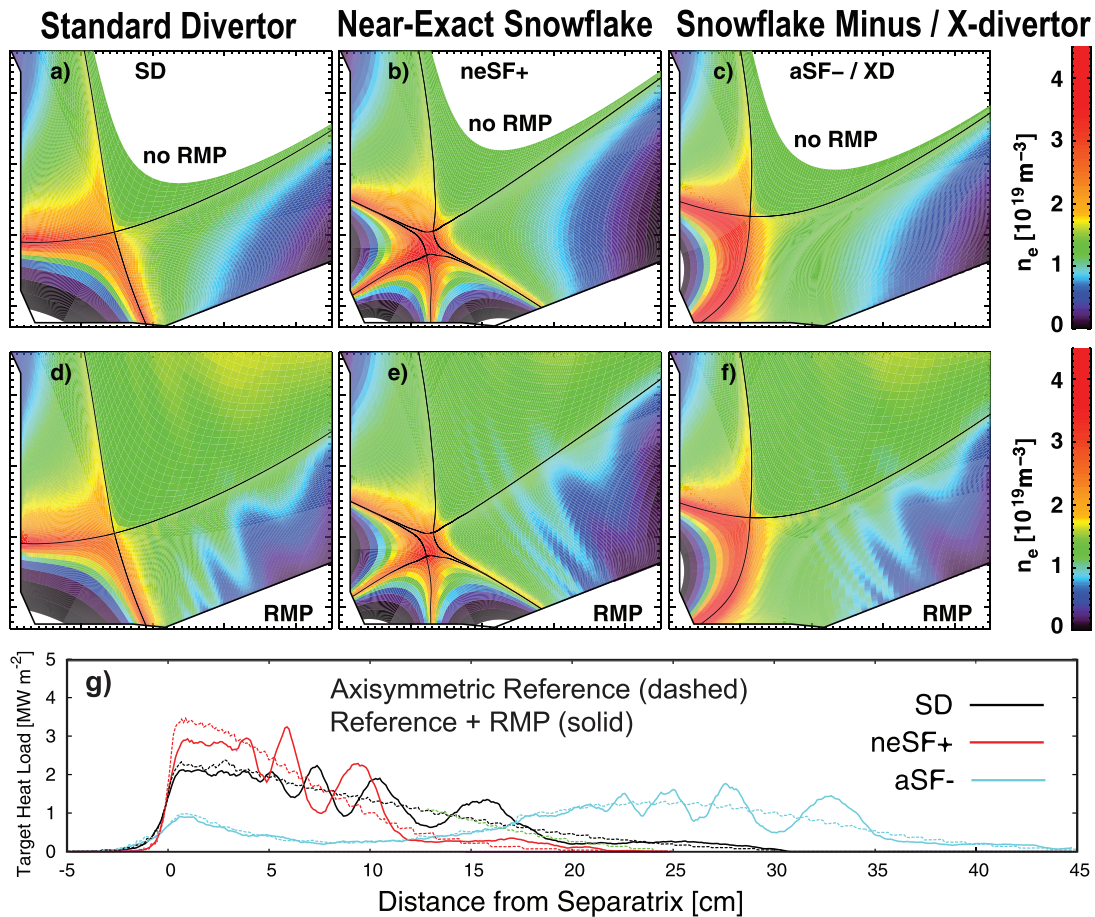 Standard Divertor
Near-Exact Snowflake
Snowflake Minus / X-divertor
a)
SD
no RMP
b)
neSF+
no RMP
c)
aSF− / XD
no RMP
4
3
2
1
0
n_e [10^19 m^−3]
d)
RMP
e)
RMP
f)
RMP
4
3
2
1
0
n_e [10^19 m^−3]
g)
Axisymmetric Reference (dashed)
Reference + RMP (solid)
SD
neSF+
aSF-
Target Heat Load [MW m^-2]
5
4
3
2
1
0
-5
0
5
10
15
20
25
30
35
40
45
Distance from Separatrix [cm]